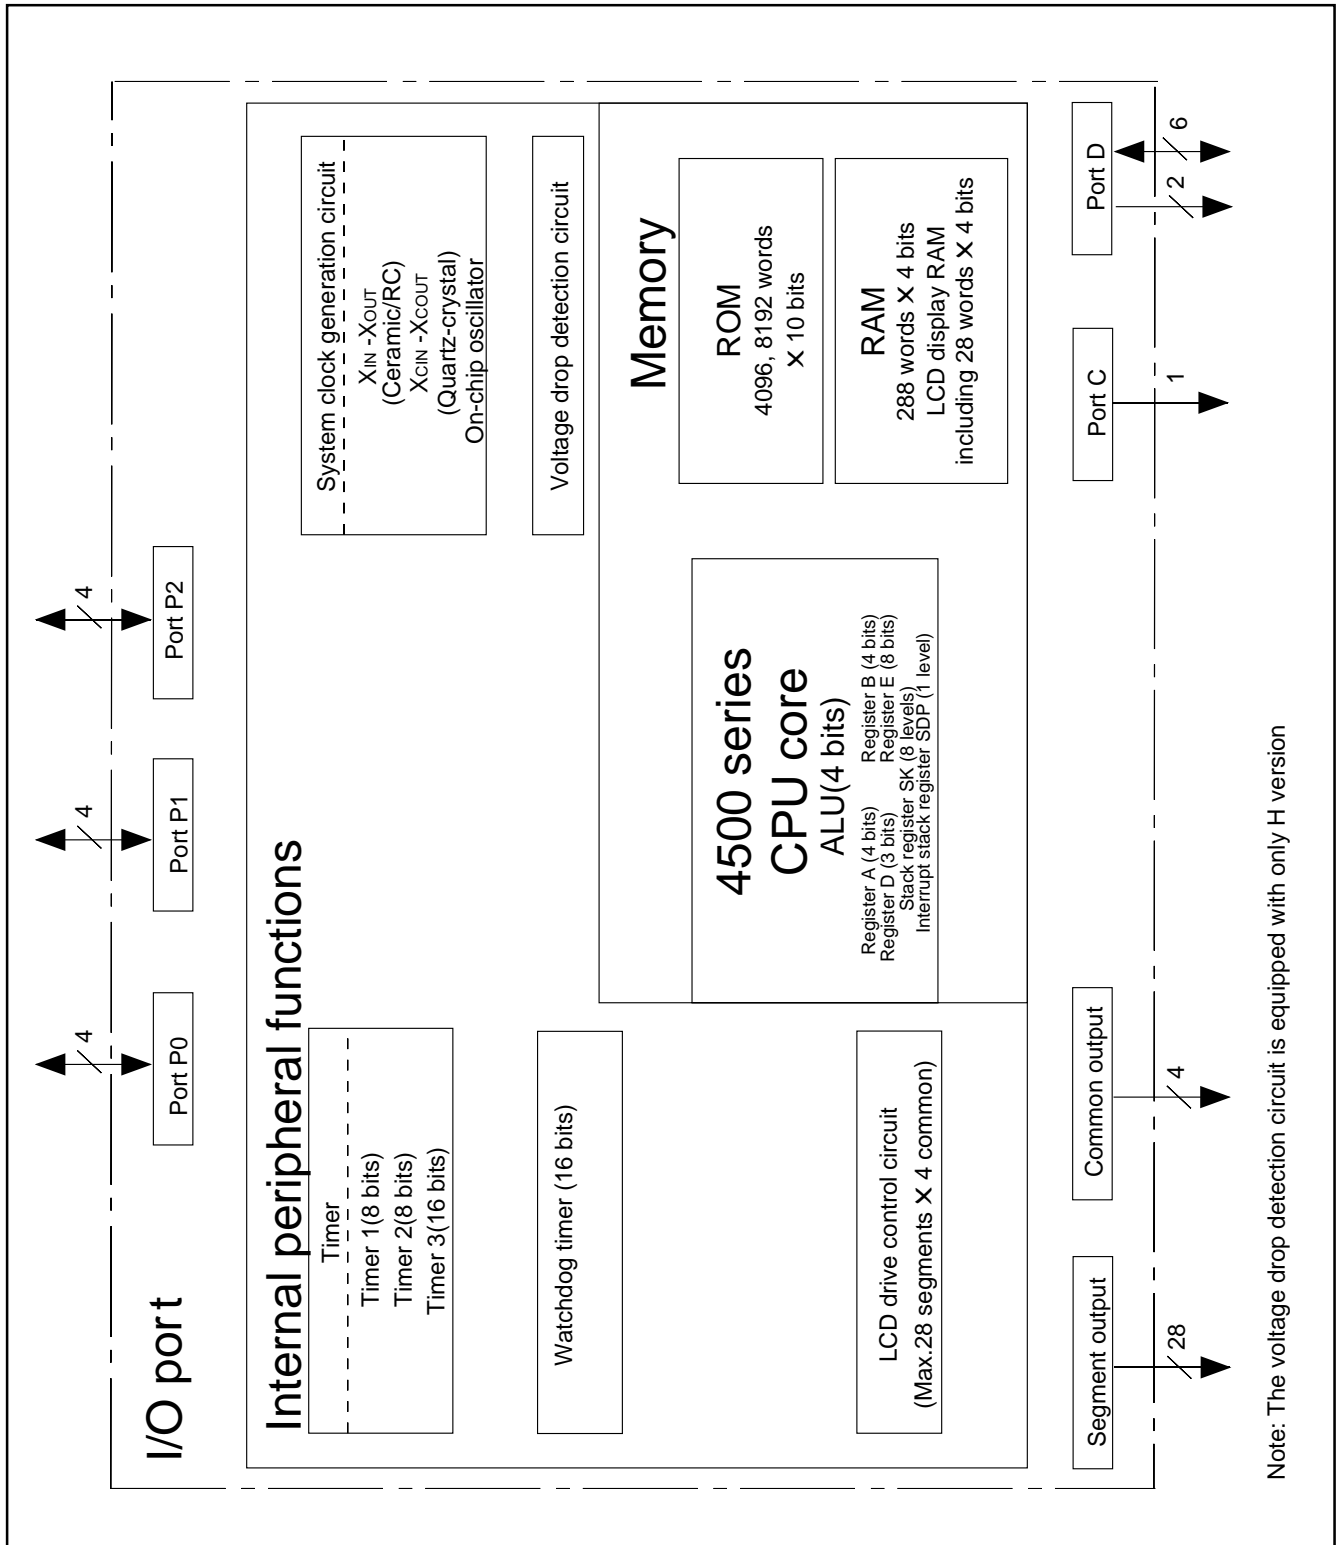 I/O port
4
4
4
Port P0
Port P1
Port P2
Internal peripheral functions
Timer
Timer 1(8 bits)
Timer 2(8 bits)
Timer 3(16 bits)
System clock generation circuit
XIN -XOUT
(Ceramic/RC)
XCIN -XCOUT
(Quartz-crystal)
On-chip oscillator
Watchdog timer (16 bits)
Voltage drop detection circuit
Memory
4500 series
CPU core
ALU(4 bits)
Register A (4 bits) Register B (4 bits)
Register D (3 bits) Register E (8 bits)
Stack register SK (8 levels)
Interrupt stack register SDP (1 level)
ROM
4096, 8192 words
× 10 bits
RAM
288 words × 4 bits
LCD display RAM
including 28 words × 4 bits
LCD drive control circuit
(Max.28 segments × 4 common)
Segment output
Common output
Port C
Port D
28
4
1
2
6
Note: The voltage drop detection circuit is equipped with only H version